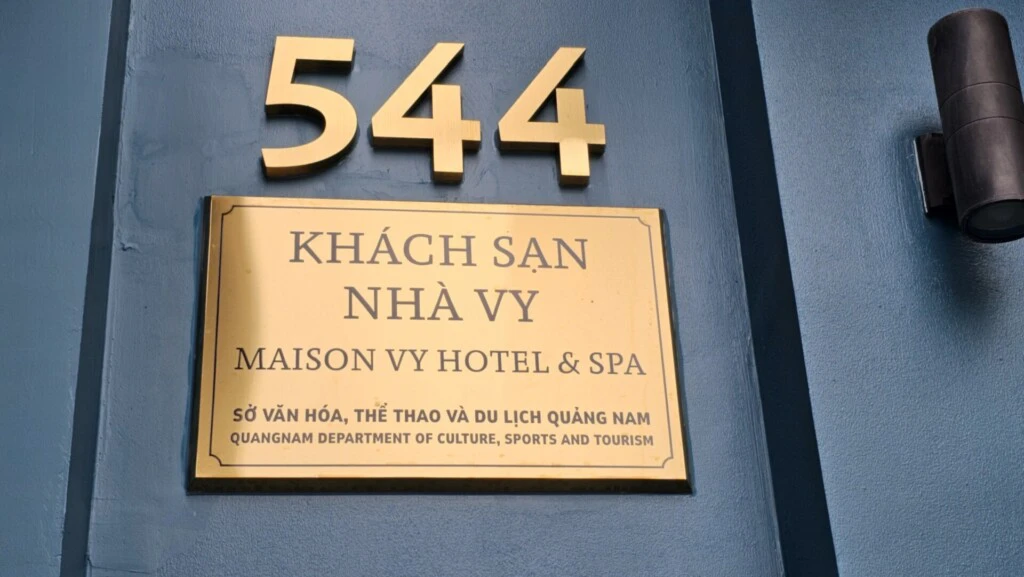 544
KHÁCH SẠN
NHÀ VY
MAISON VY HOTEL & SPA
SỞ VĂN HÓA, THỂ THAO VÀ DU LỊCH QUẢNG NAM
QUANGNAM DEPARTMENT OF CULTURE, SPORTS AND TOURISM